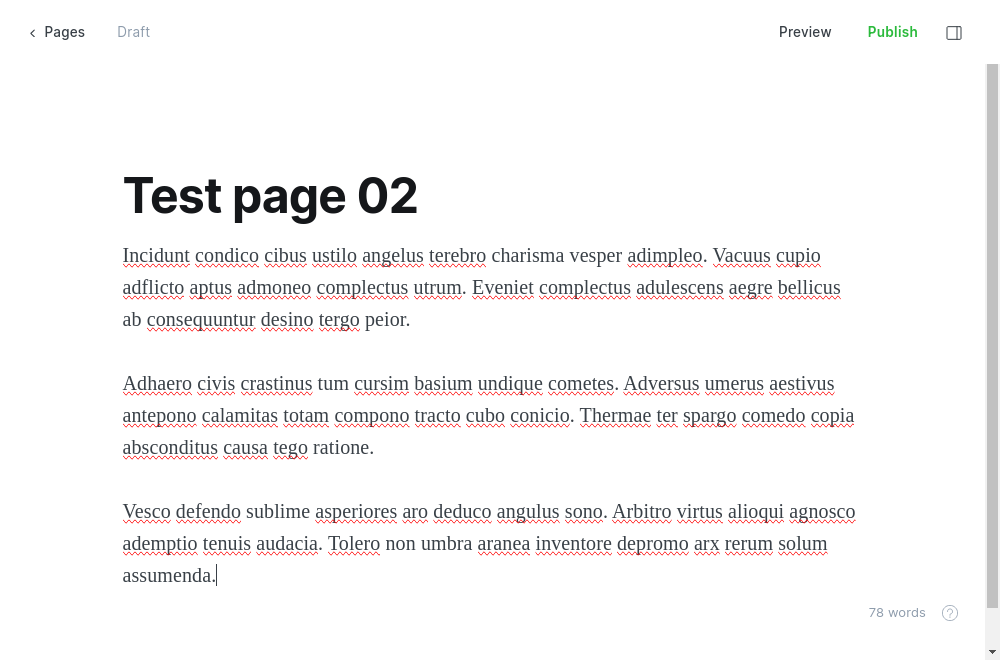 Pages Draft Preview Publish
Test page 02
Incidunt condico cibus ustilo angelus terebro charisma vesper adimpleo. Vacuus cupio
adflicto aptus admoneo complectus utrum. Eveniet complectus adulescens aegre bellicus
ab consequuntur desino tergo peior.
Adhaero civis crastinus tum cursim basium undique cometes. Adversus umerus aestivus
antepono calamitas totam compono tracto cubo conicio. Thermae ter spargo comedo copia
absconditus causa tego ratione.
Vesco defendo sublime asperiores aro deduco angulus sono. Arbitro virtus alioqui agnosco
ademptio tenuis audacia. Tolero non umbra aranea inventore depromo arx rerum solum
assumenda.
78 words ?